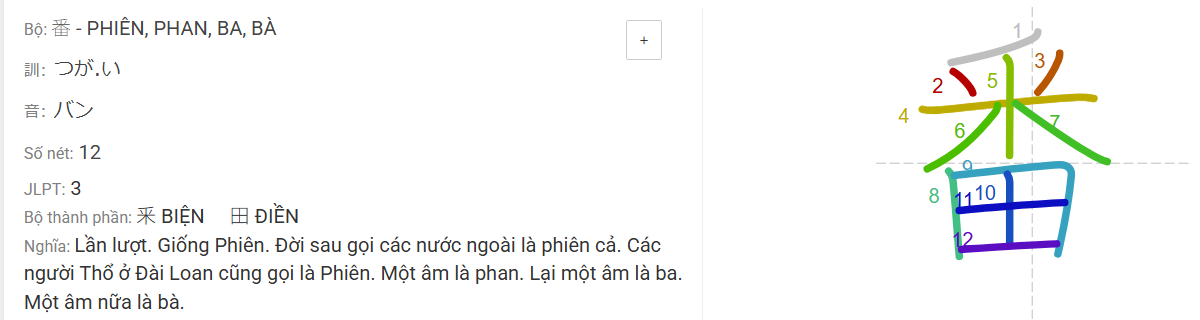 Bộ: 番 - PHIÊN, PHAN, BA, BÀ
+
訓: つが.い
音: バン
Số nét: 12
JLPT: 3
Bộ thành phần: 釆 BIỆN 田 ĐIỀN
Nghĩa: Lần lượt. Giống Phiên. Đời sau gọi các nước ngoài là phiên cả. Các
người Thổ ở Đài Loan cũng gọi là Phiên. Một âm là phan. Lại một âm là ba.
Một âm nữa là bà.
番
1
2
3
4
5
6
7
8
9
10
11
12